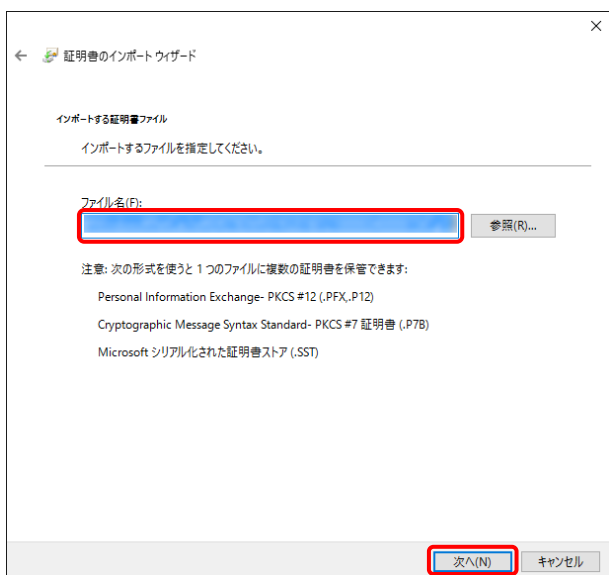 証明書のインポート ウィザード
インポートする証明書ファイル
インポートするファイルを指定してください。
ファイル名(F):
参照(R)...
注意: 次の形式を使うと 1 つのファイルに複数の証明書を保管できます:
Personal Information Exchange- PKCS #12 (.PFX,.P12)
Cryptographic Message Syntax Standard- PKCS #7 証明書 (.P7B)
Microsoft シリアル化された証明書ストア (.SST)
次へ(N)
キャンセル